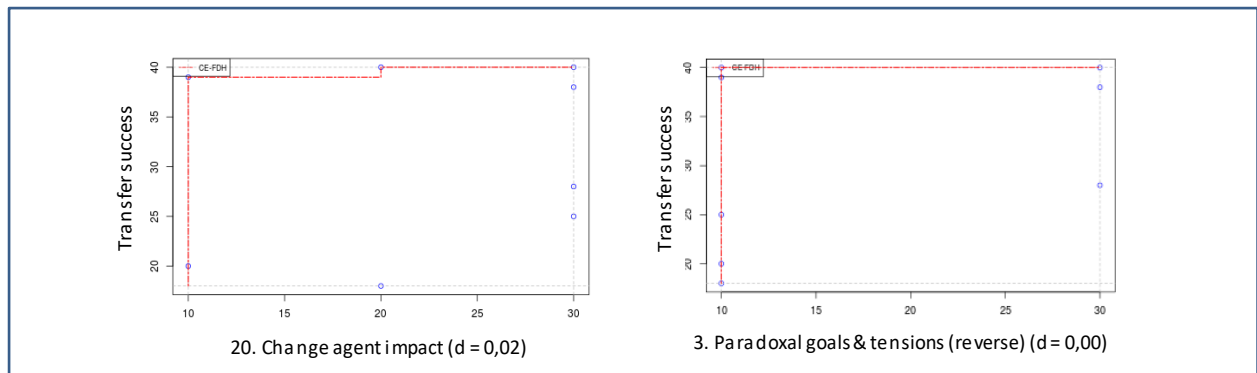 CE-FDH
40
35
30
25
20
Transfer success
10 15 20 25 30
20. Change agent impact (d = 0,02)
CE-FDH
40
35
30
25
20
Transfer success
10 15 20 25 30
3. Paradoxal goals & tensions (reverse) (d = 0,00)